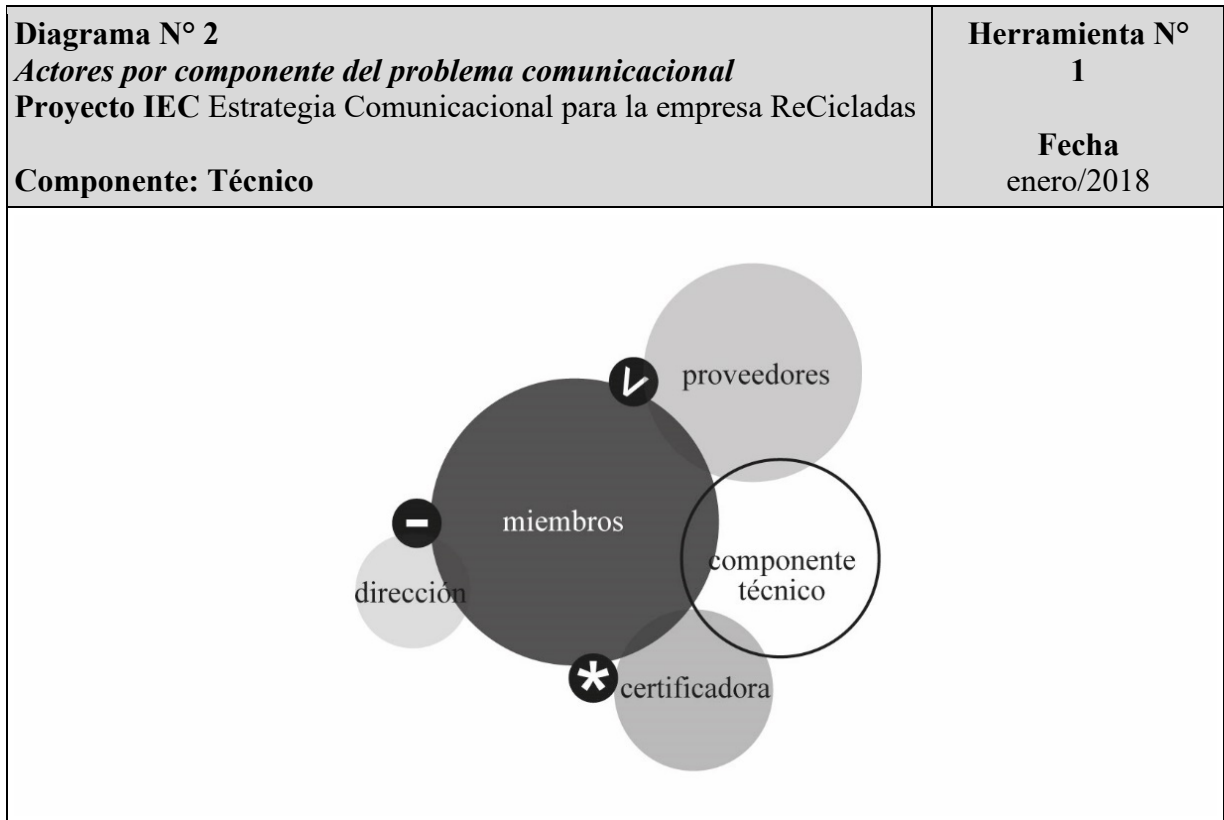 Diagrama N° 2
Actores por componente del problema comunicacional
Proyecto IEC Estrategia Comunicacional para la empresa ReCicladas
Componente: Técnico
Herramienta N°
1
Fecha
enero/2018
proveedores
V
miembros
-
componente
técnico
dirección
*
certificadora